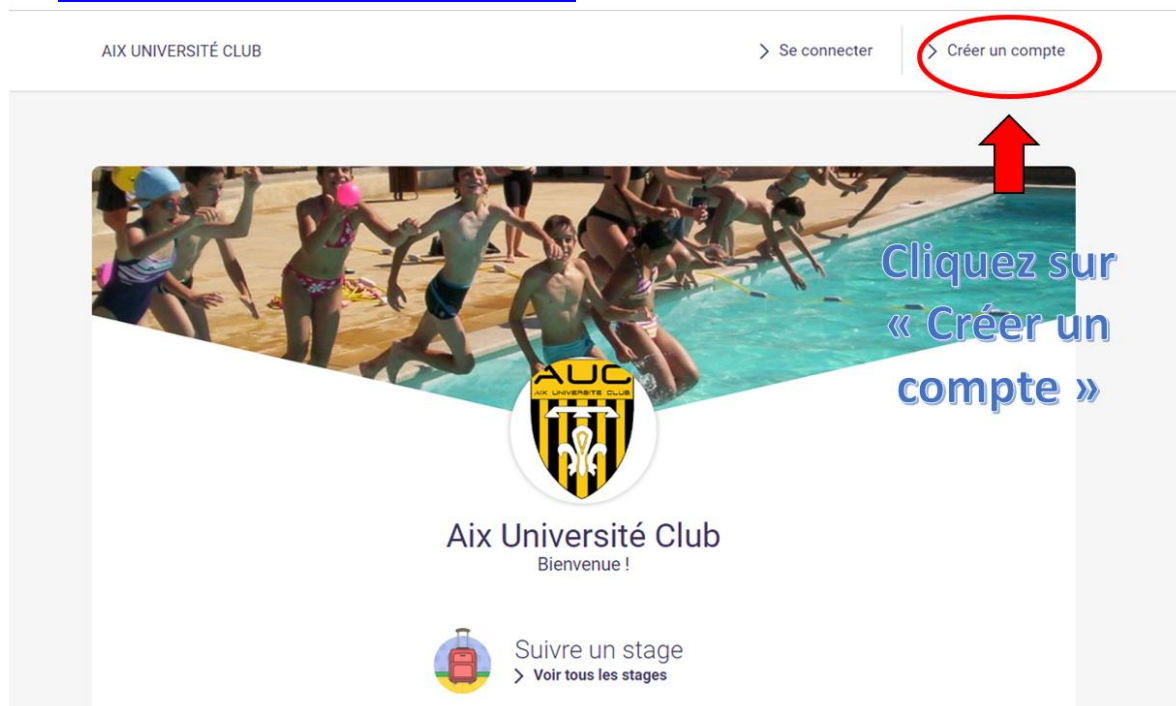 AIX UNIVERSITÉ CLUB
> Se connecter
> Créer un compte
Cliquez sur
« Créer un
compte »
AUC
AIX UNIVERSITE CLUB
Aix Université Club
Bienvenue !
Suivre un stage
> Voir tous les stages